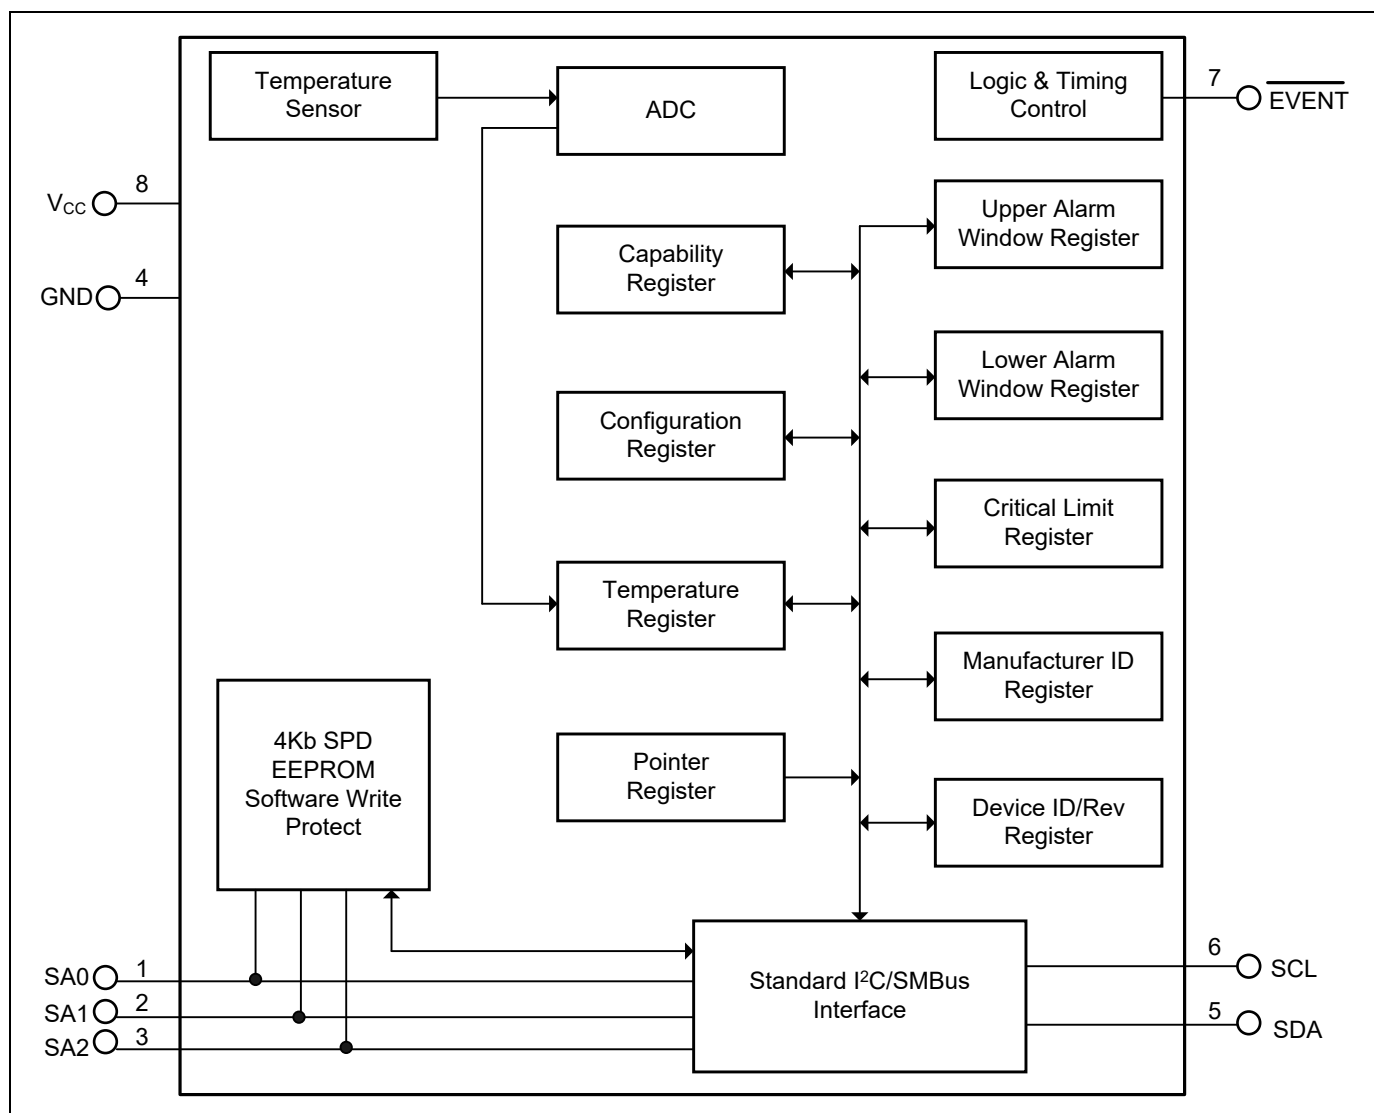 Temperature
Sensor
ADC
Logic & Timing
Control
7
EVENT
8
VCC
Upper Alarm
Window Register
Capability
Register
4
GND
Lower Alarm
Window Register
Configuration
Register
Critical Limit
Register
Temperature
Register
Manufacturer ID
Register
4Kb SPD
EEPROM
Software Write
Protect
Pointer
Register
Device ID/Rev
Register
SA0
1
SA1
2
SA2
3
Standard I²C/SMBus
Interface
6
SCL
5
SDA